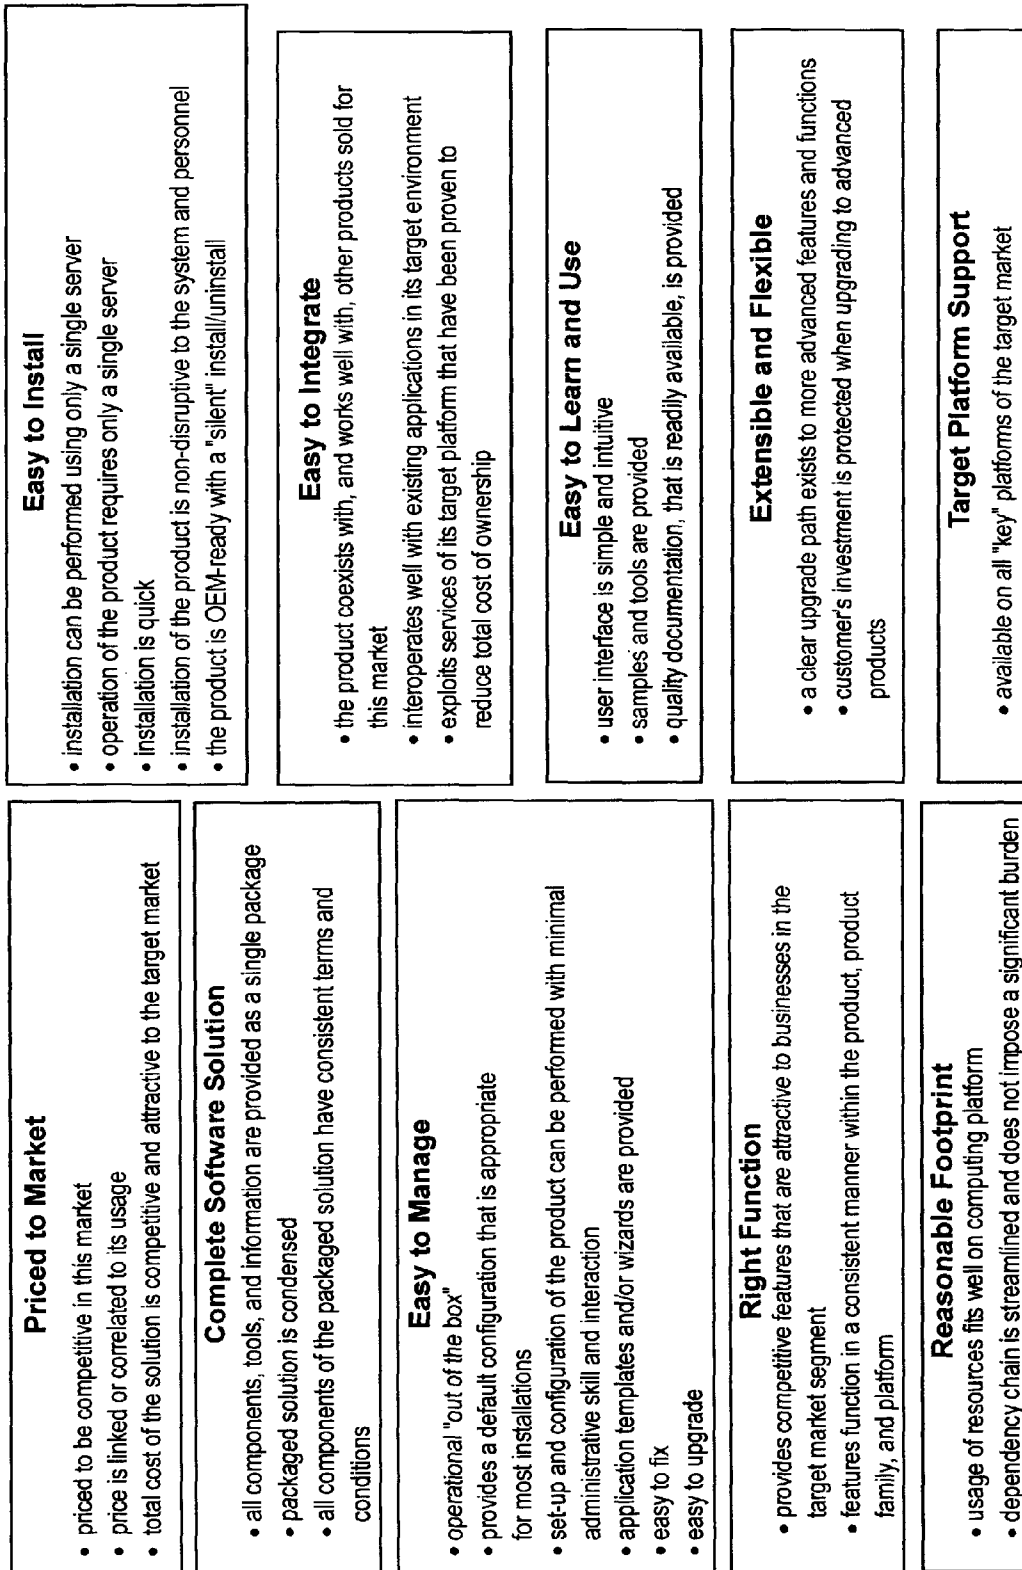 Priced to Market
• priced to be competitive in this market
• price is linked or correlated to its usage
• total cost of the solution is competitive and attractive to the target market
Complete Software Solution
• all components, tools, and information are provided as a single package
• packaged solution is condensed
• all components of the packaged solution have consistent terms and
conditions
Easy to Manage
• operational "out of the box"
• provides a default configuration that is appropriate
for most installations
• set-up and configuration of the product can be performed with minimal
administrative skill and interaction
• application templates and/or wizards are provided
• easy to fix
• easy to upgrade
Right Function
• provides competitive features that are attractive to businesses in the
target market segment
• features function in a consistent manner within the product, product
family, and platform
Reasonable Footprint
• usage of resources fits well on computing platform
• dependency chain is streamlined and does not impose a significant burden
Easy to Install
• installation can be performed using only a single server
• operation of the product requires only a single server
• installation is quick
• installation of the product is non-disruptive to the system and personnel
• the product is OEM-ready with a "silent" install/uninstall
Easy to Integrate
• the product coexists with, and works well with, other products sold for
this market
• interoperates well with existing applications in its target environment
• exploits services of its target platform that have been proven to
reduce total cost of ownership
Easy to Learn and Use
• user interface is simple and intuitive
• samples and tools are provided
• quality documentation, that is readily available, is provided
Extensible and Flexible
• a clear upgrade path exists to more advanced features and functions
• customer's investment is protected when upgrading to advanced
products
Target Platform Support
• available on all "key" platforms of the target market